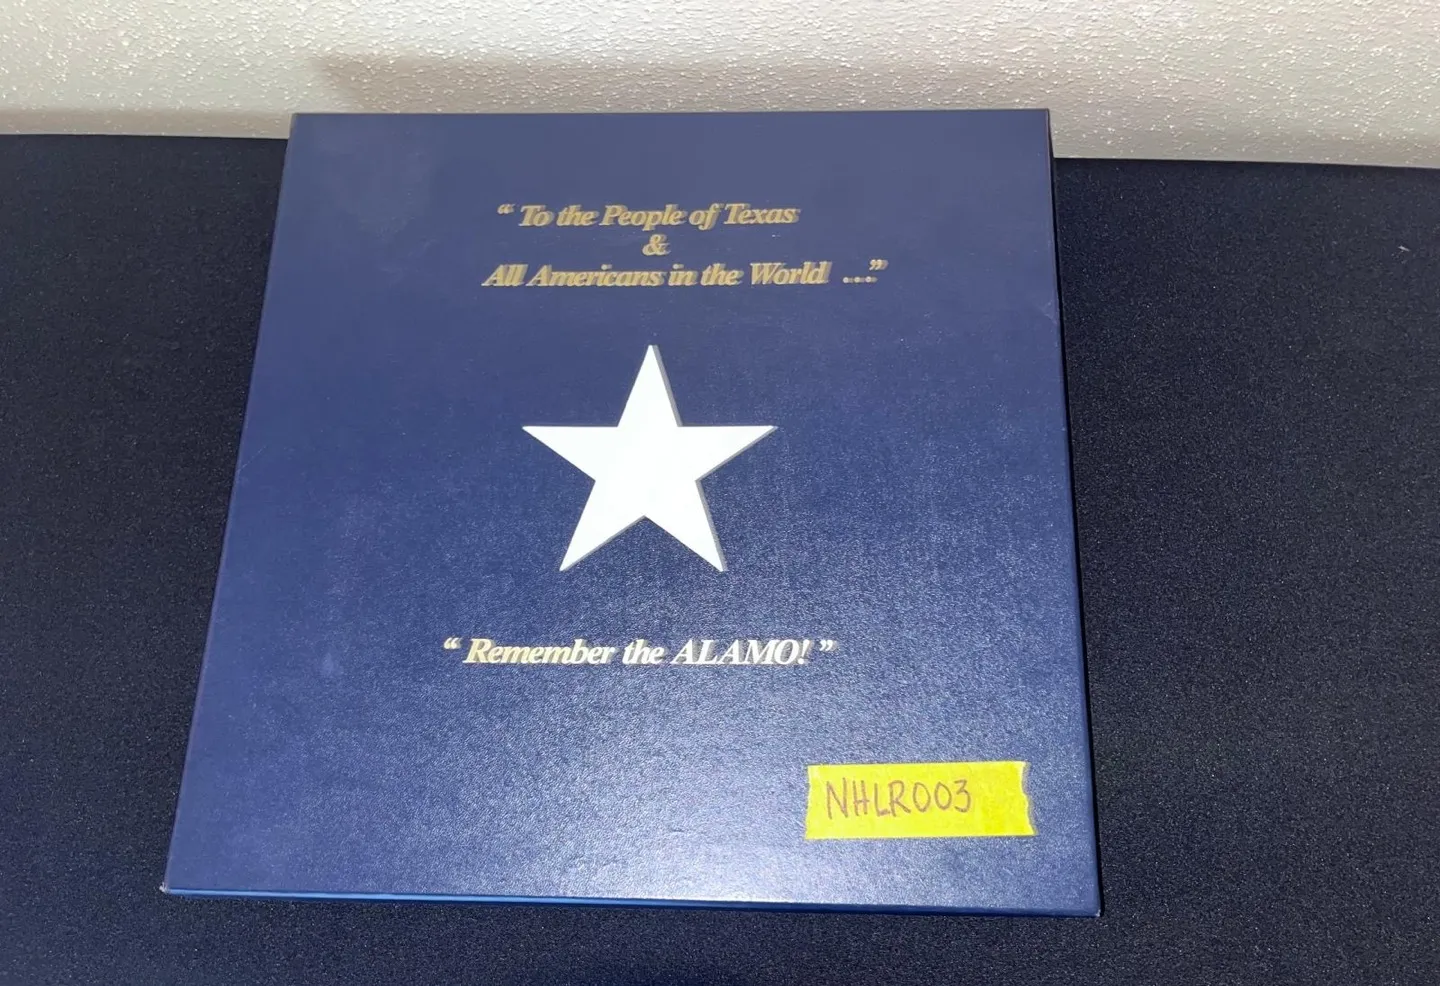 “ To the People of Texas
&
All Americans in the World ...”
“ Remember the ALAMO! ”
NHLR003